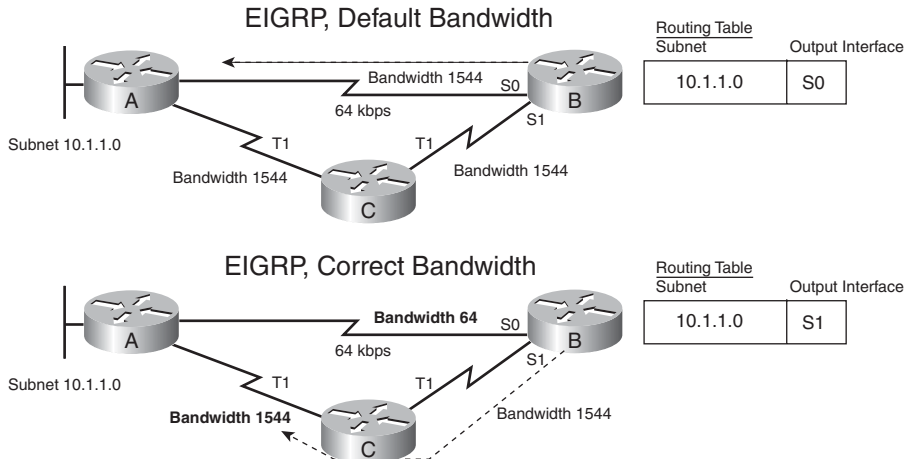 EIGRP, Default Bandwidth
Routing Table
Subnet Output Interface
10.1.1.0 S0
Bandwidth 1544
S0
A
B
64 kbps
S1
Subnet 10.1.1.0
T1
T1
Bandwidth 1544
Bandwidth 1544
C
EIGRP, Correct Bandwidth
Routing Table
Subnet Output Interface
10.1.1.0 S1
Bandwidth 64
S0
A
B
64 kbps
S1
Subnet 10.1.1.0
T1
T1
Bandwidth 1544
Bandwidth 1544
C